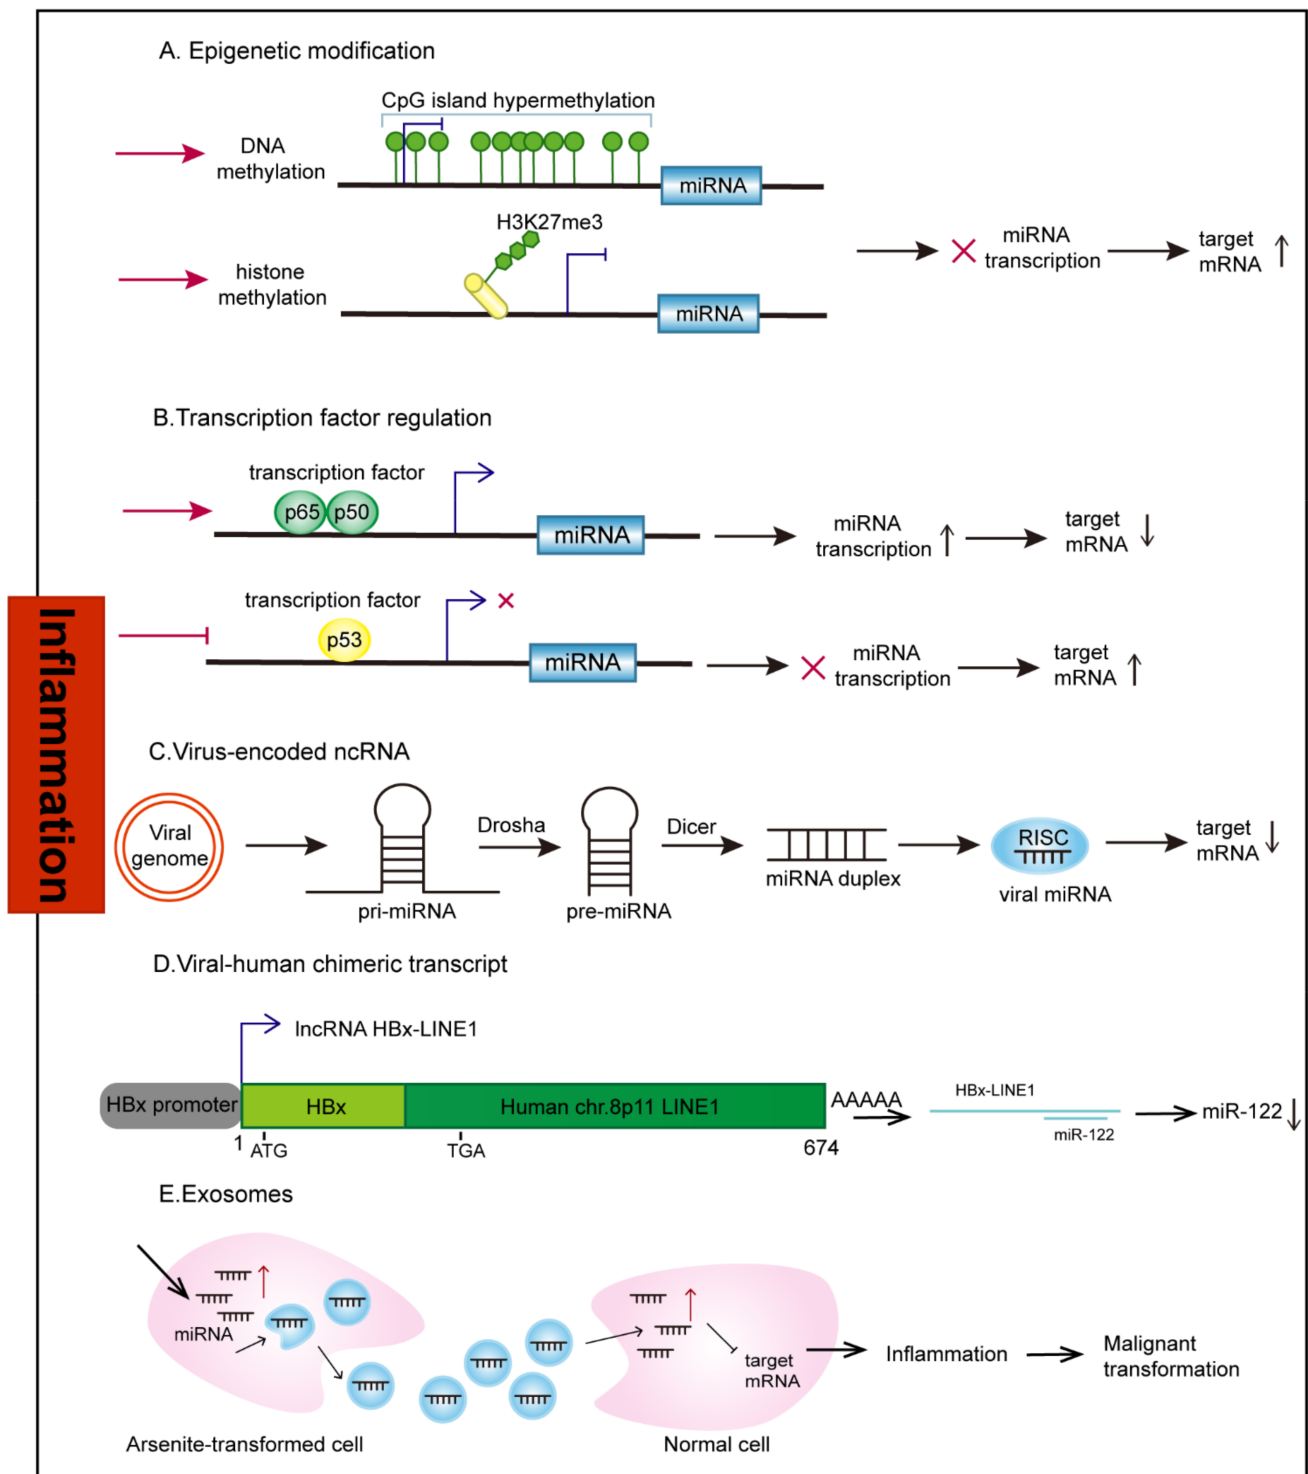 Inflammation
A. Epigenetic modification
CpG island hypermethylation
DNA
methylation
miRNA
H3K27me3
histone
methylation
miRNA
miRNA
transcription
target
mRNA
B.Transcription factor regulation
transcription factor
p65
p50
miRNA
miRNA
transcription
target
mRNA
transcription factor
p53
miRNA
miRNA
transcription
target
mRNA
C.Virus-encoded ncRNA
Viral
genome
pri-miRNA
Drosha
pre-miRNA
Dicer
miRNA duplex
RISC
viral miRNA
target
mRNA
D.Viral-human chimeric transcript
lncRNA HBx-LINE1
HBx promoter
HBx
Human chr.8p11 LINE1
AAAAA
1
ATG
TGA
674
HBx-LINE1
miR-122
miR-122
E.Exosomes
miRNA
target
mRNA
Inflammation
Malignant
transformation
Arsenite-transformed cell
Normal cell